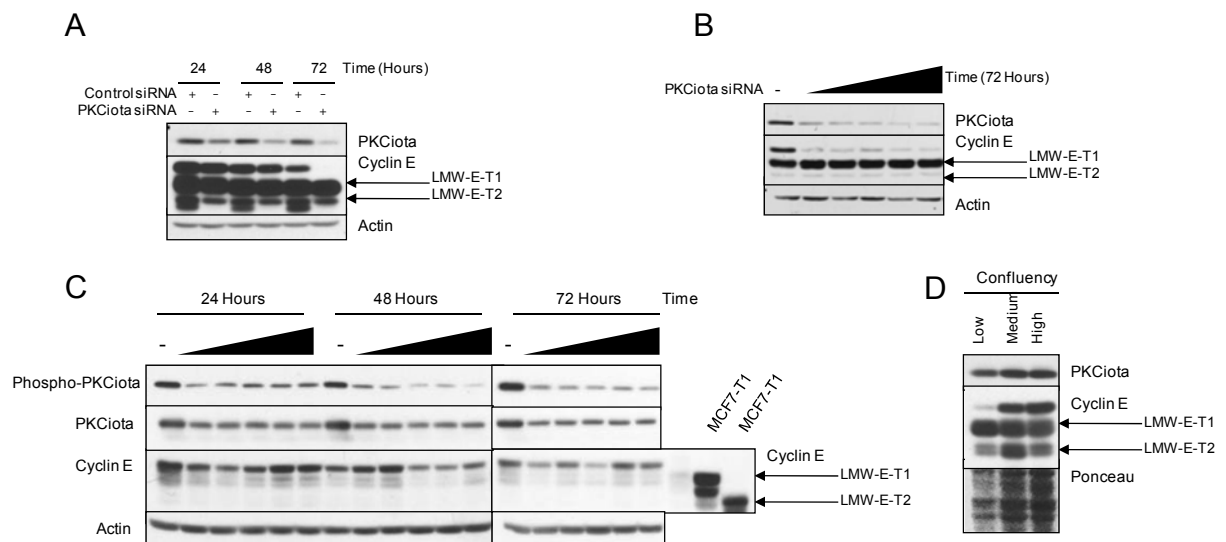 A
24 48 72 Time (Hours)
Control siRNA + – + – + –
PKCiota siRNA – + – + – +
PKCiota
Cyclin E
LMW-E-T1
LMW-E-T2
Actin
B
PKCiota siRNA - Time (72 Hours)
PKCiota
Cyclin E
LMW-E-T1
LMW-E-T2
Actin
C
24 Hours 48 Hours 72 Hours Time
- - -
Phospho-PKCiota
PKCiota
Cyclin E
Actin
MCF7-T1
MCF7-T1
Cyclin E
LMW-E-T1
LMW-E-T2
D
Confluency
Low
Medium
High
PKCiota
Cyclin E
LMW-E-T1
LMW-E-T2
Ponceau